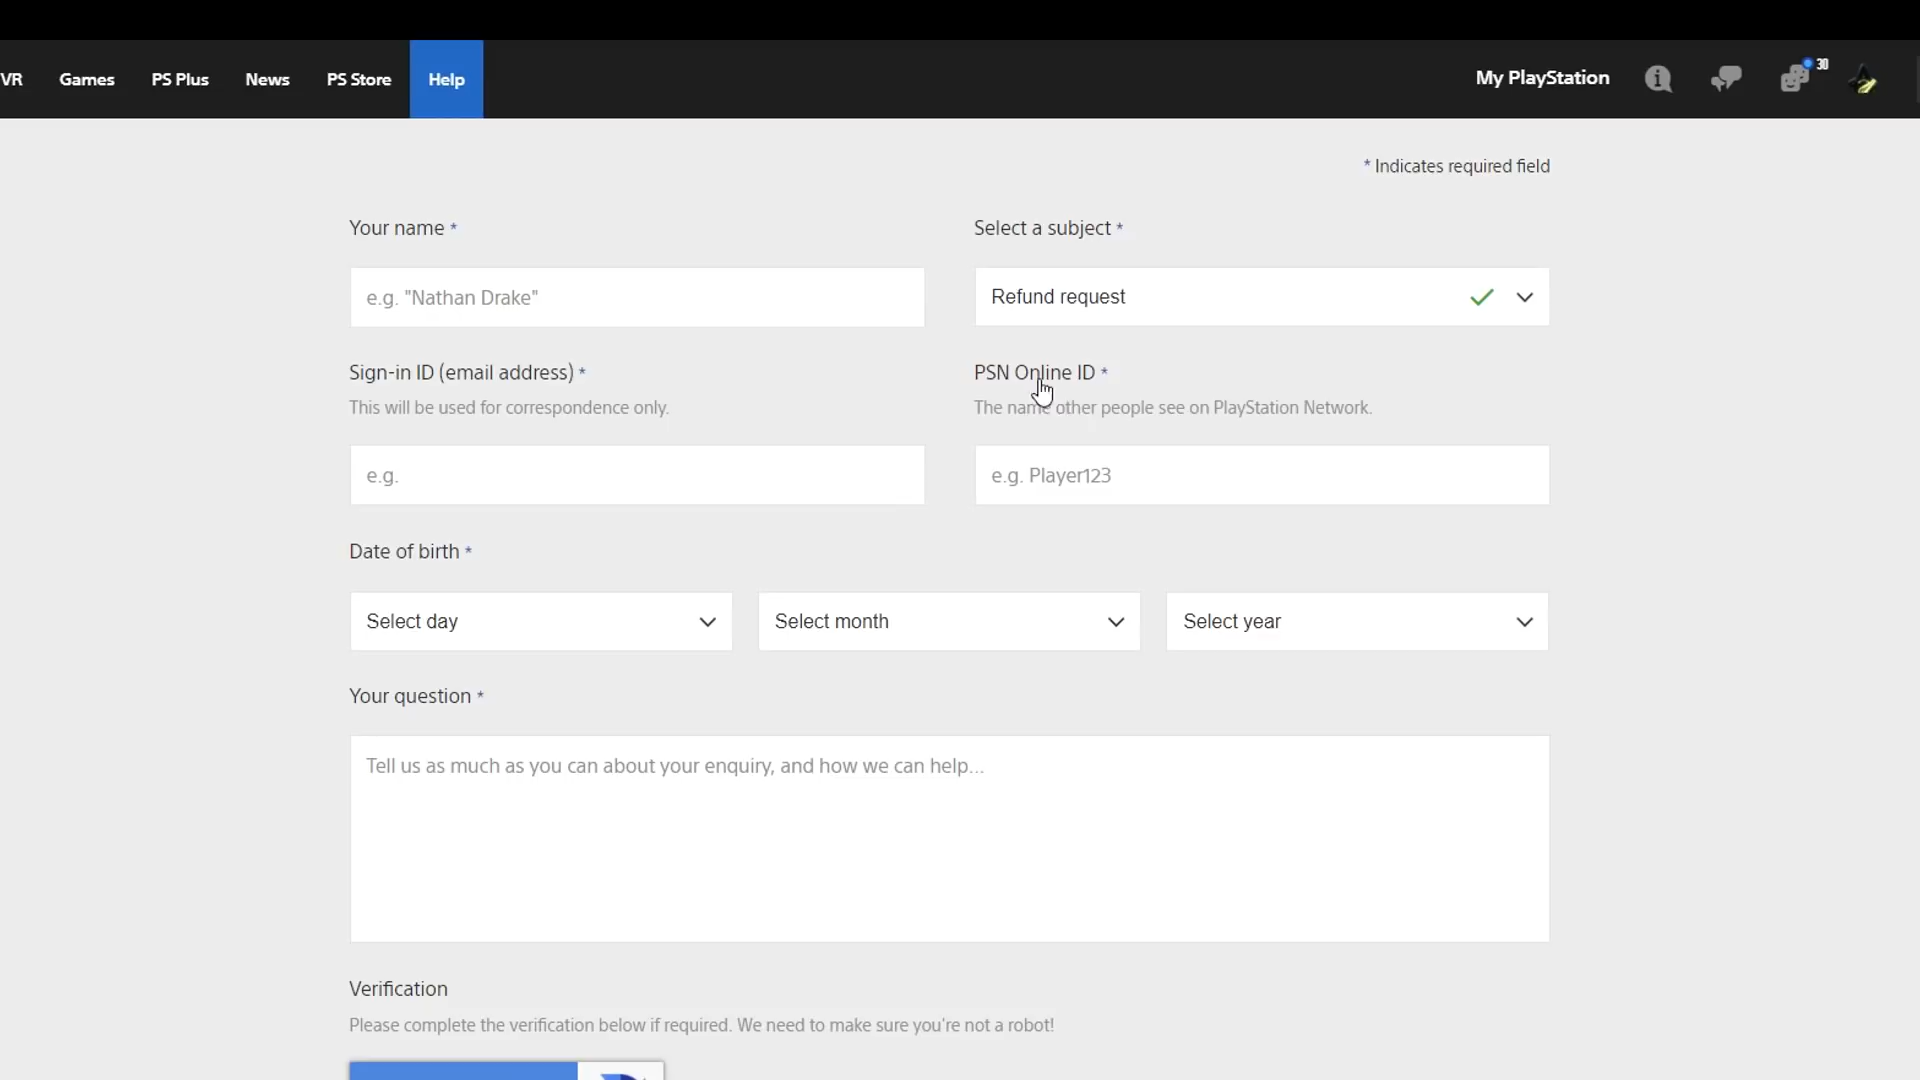 VR Games PS Plus News PS Store Help My PlayStation 30
* Indicates required field
Your name * Select a subject *
e.g. "Nathan Drake" Refund request
Sign-in ID (email address) * PSN Online ID *
This will be used for correspondence only. The name other people see on PlayStation Network.
e.g. e.g. Player123
Date of birth *
Select day Select month Select year
Your question *
Tell us as much as you can about your enquiry, and how we can help...
Verification
Please complete the verification below if required. We need to make sure you're not a robot!